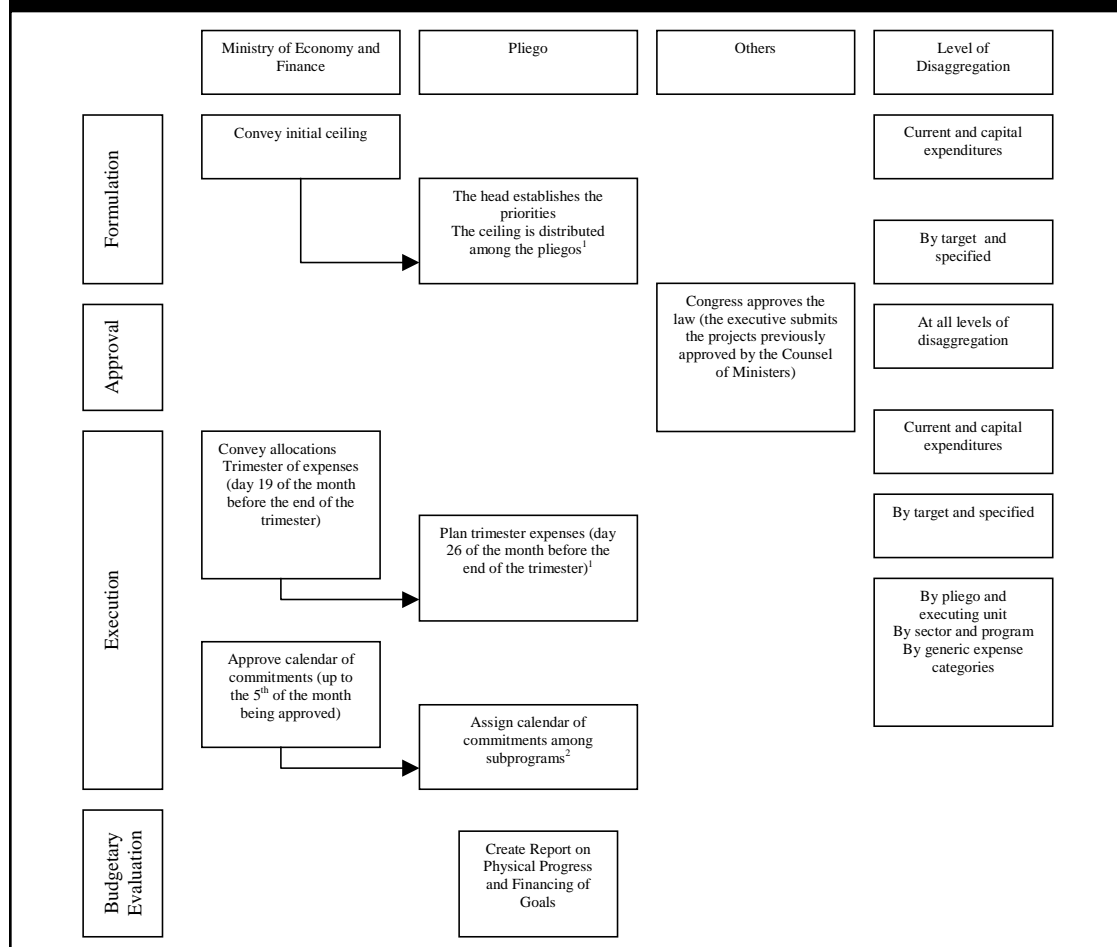 Ministry of Economy and
Finance
Pliego
Others
Level of
Disaggregation
Formulation
Convey initial ceiling
The head establishes the
priorities
The ceiling is distributed
among the pliegos1
Current and capital
expenditures
By target and
specified
Approval
Congress approves the
law (the executive submits
the projects previously
approved by the Counsel
of Ministers)
At all levels of
disaggregation
Execution
Convey allocations
Trimester of expenses
(day 19 of the month
before the end of the
trimester)
Plan trimester expenses (day
26 of the month before the
end of the trimester)1
Current and capital
expenditures
By target and specified
Approve calendar of
commitments (up to
the 5th of the month
being approved)
Assign calendar of
commitments among
subprograms2
By pliego and
executing unit
By sector and program
By generic expense
categories
Budgetary
Evaluation
Create Report on
Physical Progress
and Financing of
Goals